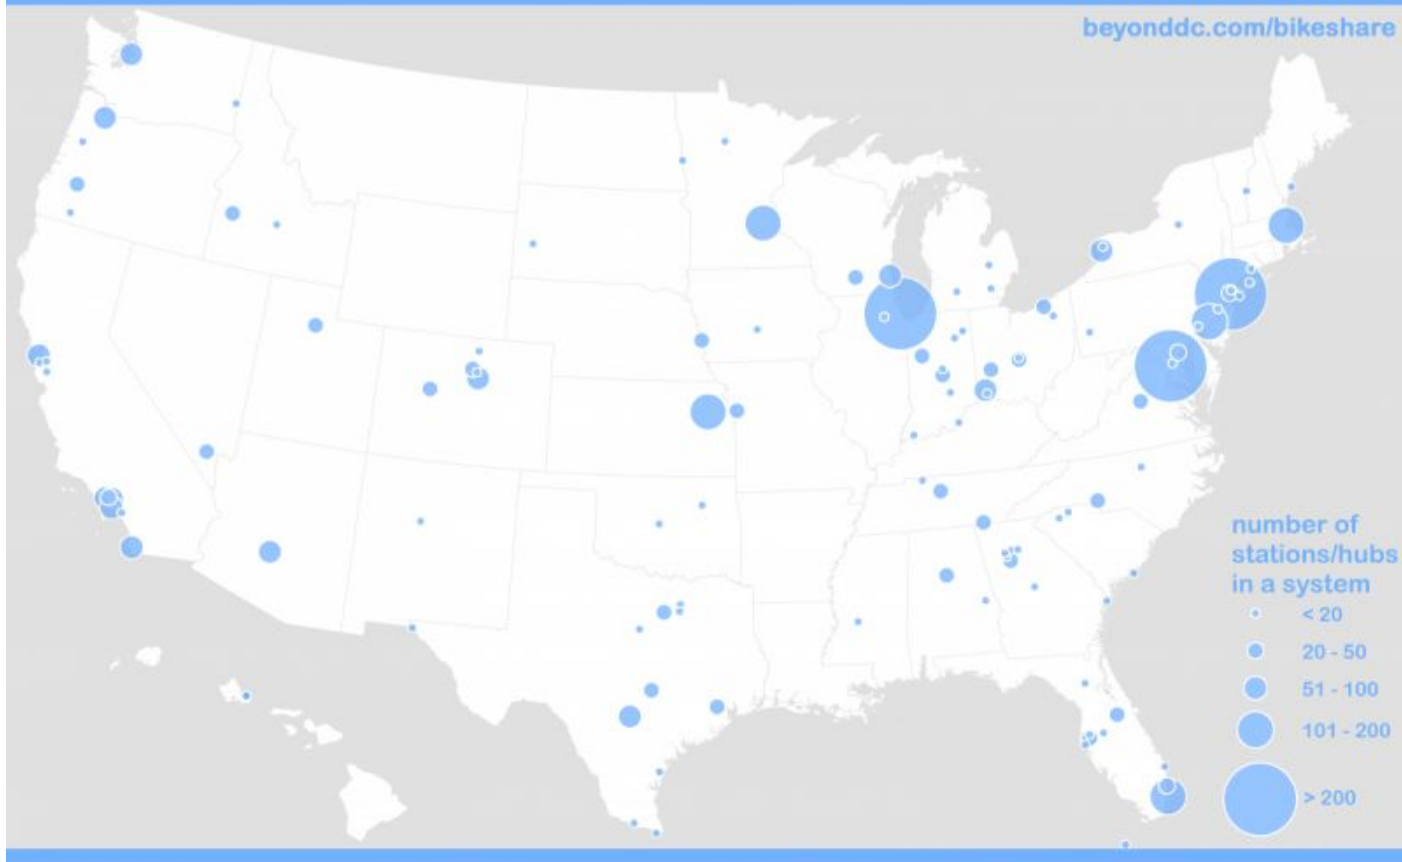 beyonddc.com/bikeshare
number of
stations/hubs
in a system
< 20
20 - 50
51 - 100
101 - 200
> 200